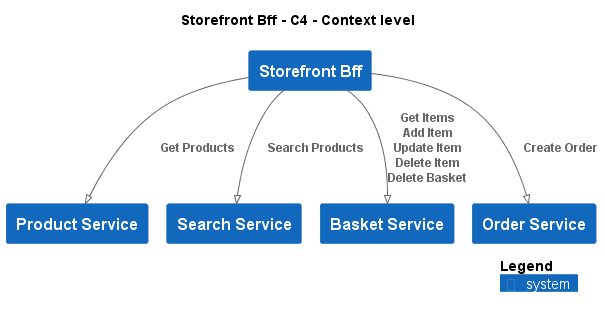 Storefront Bff - C4 - Context level
Storefront Bff
Get Products
Search Products
Get Items
Add Item
Update Item
Delete Item
Delete Basket
Create Order
Product Service
Search Service
Basket Service
Order Service
Legend
system